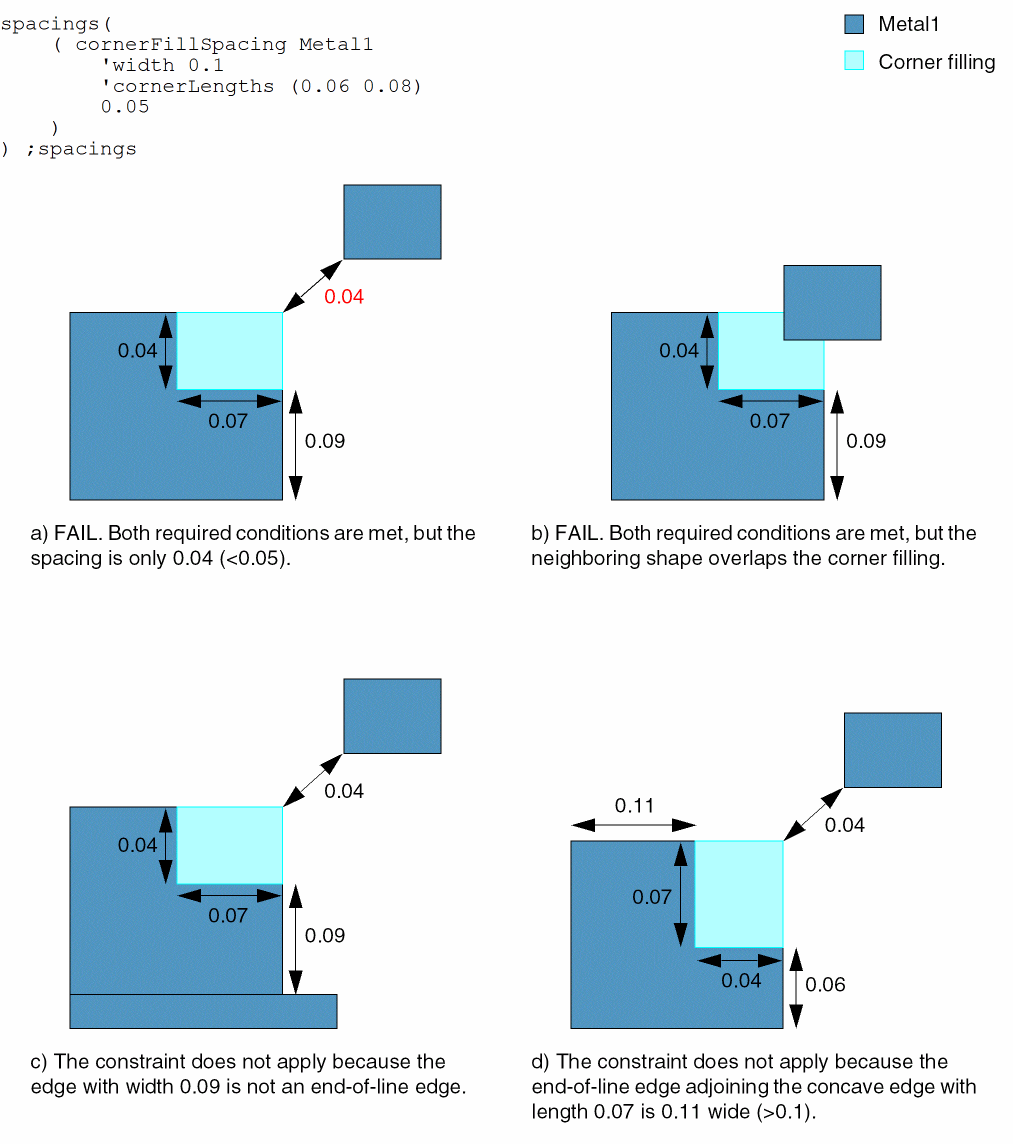 spacings(
( cornerFillSpacing Metal1
'width 0.1
'cornerLengths (0.06 0.08)
0.05
)
) ;spacings
Metal1
Corner filling
0.04
0.04
0.07
0.09
a) FAIL. Both required conditions are met, but the
spacing is only 0.04 (<0.05).
0.04
0.07
0.09
b) FAIL. Both required conditions are met, but the
neighboring shape overlaps the corner filling.
0.04
0.04
0.07
0.09
c) The constraint does not apply because the
edge with width 0.09 is not an end-of-line edge.
0.11
0.04
0.07
0.04
0.06
d) The constraint does not apply because the
end-of-line edge adjoining the concave edge with
length 0.07 is 0.11 wide (>0.1).